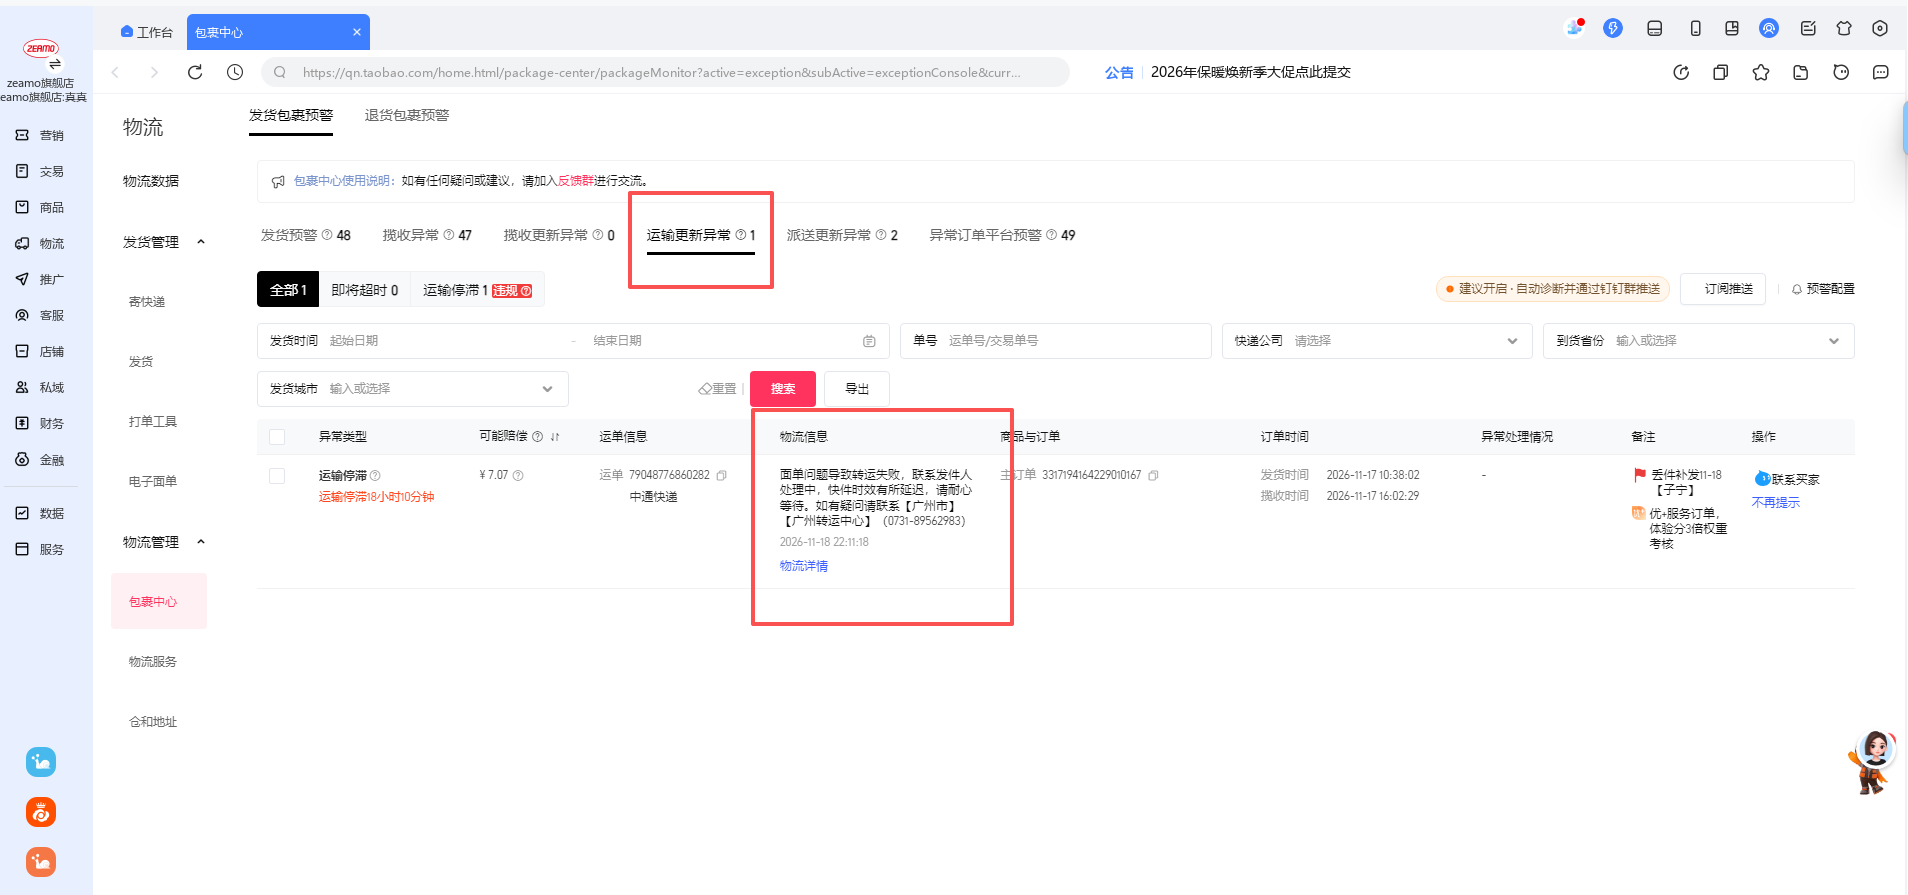 工作台
包裹中心
ZEAMO
zeamo旗舰店
eamo旗舰店:真真
https://qn.taobao.com/home.html/package-center/packageMonitor?active=exception&subActive=exceptionConsole&curr...
公告
2026年保暖焕新季大促点此提交
营销
交易
商品
物流
推广
客服
店铺
私域
财务
金融
数据
服务
物流
物流数据
发货管理
寄快递
发货
打单工具
电子面单
物流管理
包裹中心
物流服务
仓和地址
发货包裹预警
退货包裹预警
包裹中心使用说明：如有任何疑问或建议，请加入反馈群进行交流。
发货预警 48
揽收异常 47
揽收更新异常 0
运输更新异常 1
派送更新异常 2
异常订单平台预警 49
全部 1
即将超时 0
运输停滞 1 违规
建议开启 · 自动诊断并通过钉钉群推送
订阅推送
预警配置
发货时间 起始日期 - 结束日期
单号 运单号/交易单号
快递公司 请选择
到货省份 输入或选择
发货城市 输入或选择
重置
搜索
导出
异常类型
可能赔偿
运单信息
物流信息
商品与订单
订单时间
异常处理情况
备注
操作
运输停滞
运输停滞18小时10分钟
¥ 7.07
运单 79048776860282
中通快递
面单问题导致转运失败，联系发件人
处理中，快件时效有所延迟，请耐心
等待。如有疑问请联系【广州市】
【广州转运中心】（0731-89562983）
2026-11-18 22:11:18
物流详情
主订单 3317194164229010167
发货时间 2026-11-17 10:38:02
揽收时间 2026-11-17 16:02:29
-
丢件补发11-18
【子宁】
优+服务订单，
体验分3倍权重
考核
联系买家
不再提示